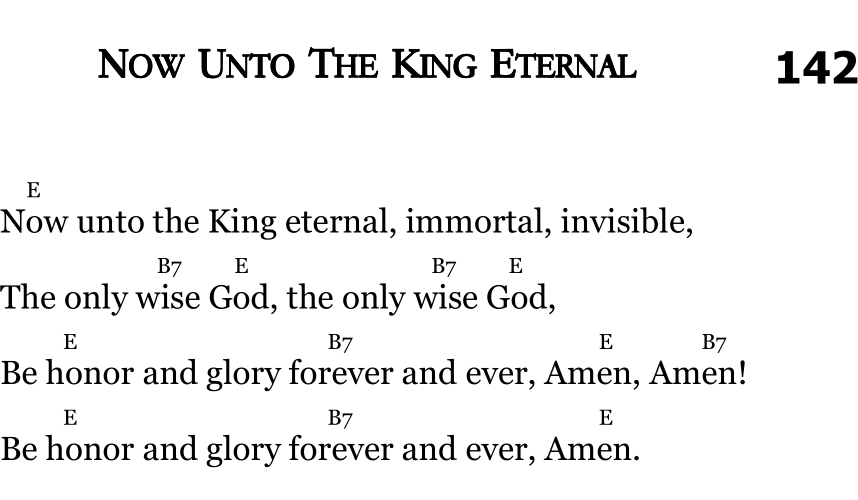 NOW UNTO THE KING ETERNAL 142
E
Now unto the King eternal, immortal, invisible,
B7 E B7 E
The only wise God, the only wise God,
E B7 E B7
Be honor and glory forever and ever, Amen, Amen!
E B7 E
Be honor and glory forever and ever, Amen.